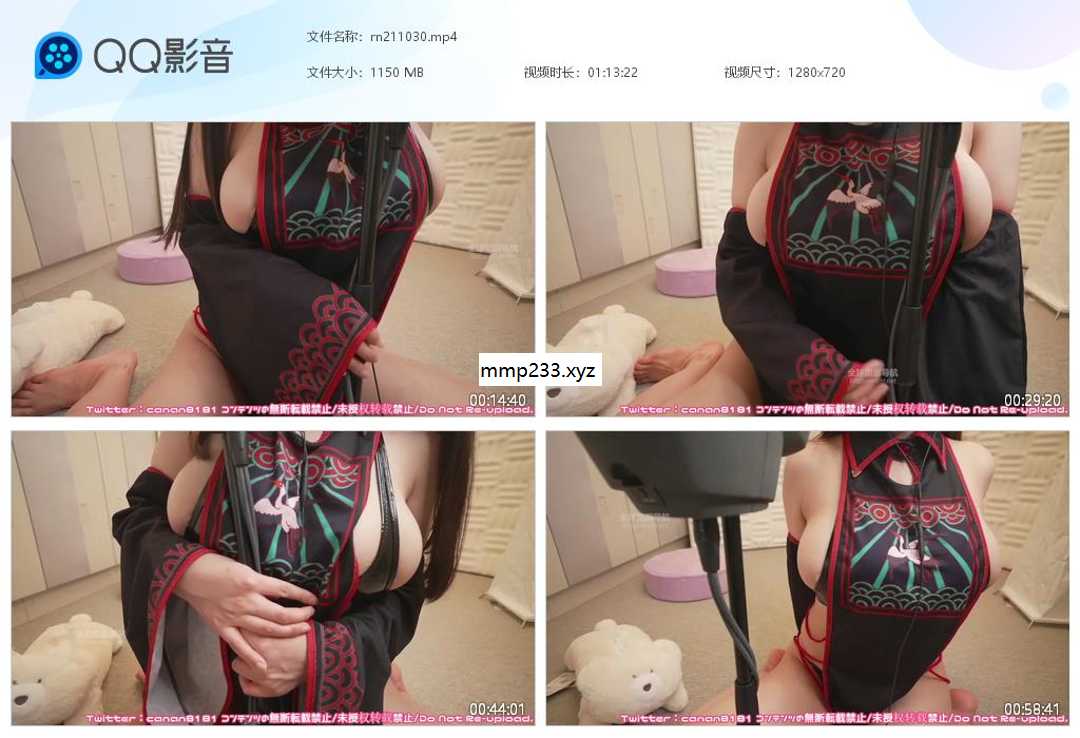 QQ影音
文件名称: rn211030.mp4
文件大小: 1150 MB
视频时长: 01:13:22
视频尺寸: 1280x720
00:14:40
Twitter：canan8181 コンテンツの無断転載禁止/未授权转载禁止/Do Not Re-upload.
00:29:20
Twitter：canan8181 コンテンツの無断転載禁止/未授权转载禁止/Do Not Re-upload.
mmp233.xyz
00:44:01
Twitter：canan8181 コンテンツの無断転載禁止/未授权转载禁止/Do Not Re-upload.
00:58:41
Twitter：canan8181 コンテンツの無断転載禁止/未授权转载禁止/Do Not Re-upload.